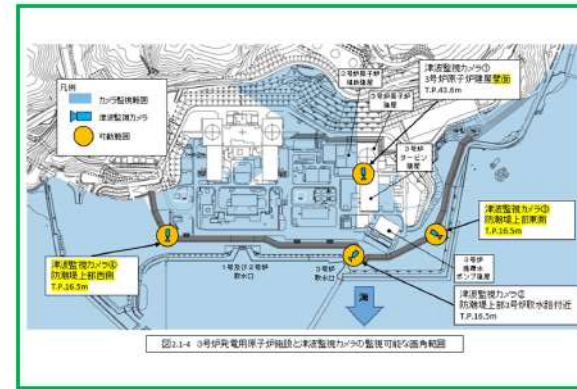 凡例
カメラ監視範囲
津波監視カメラ
可動範囲
3号炉原子炉
補助建屋
3号炉原子炉
建屋
3号炉
タービン
建屋
津波監視カメラ①
3号炉原子炉建屋壁面
T.P.43.6m
津波監視カメラ③
防潮堤上部東側
T.P.16.5m
津波監視カメラ④
防潮堤上部西側
T.P.16.5m
1号及び2号炉
取水口
3号炉
取水口
3号炉
循環水
ポンプ建屋
津波監視カメラ②
防潮堤上部3号炉取水路付近
T.P.16.5m
海
図2.1-4 3号炉発電用原子炉施設と津波監視カメラの監視可能な画角範囲